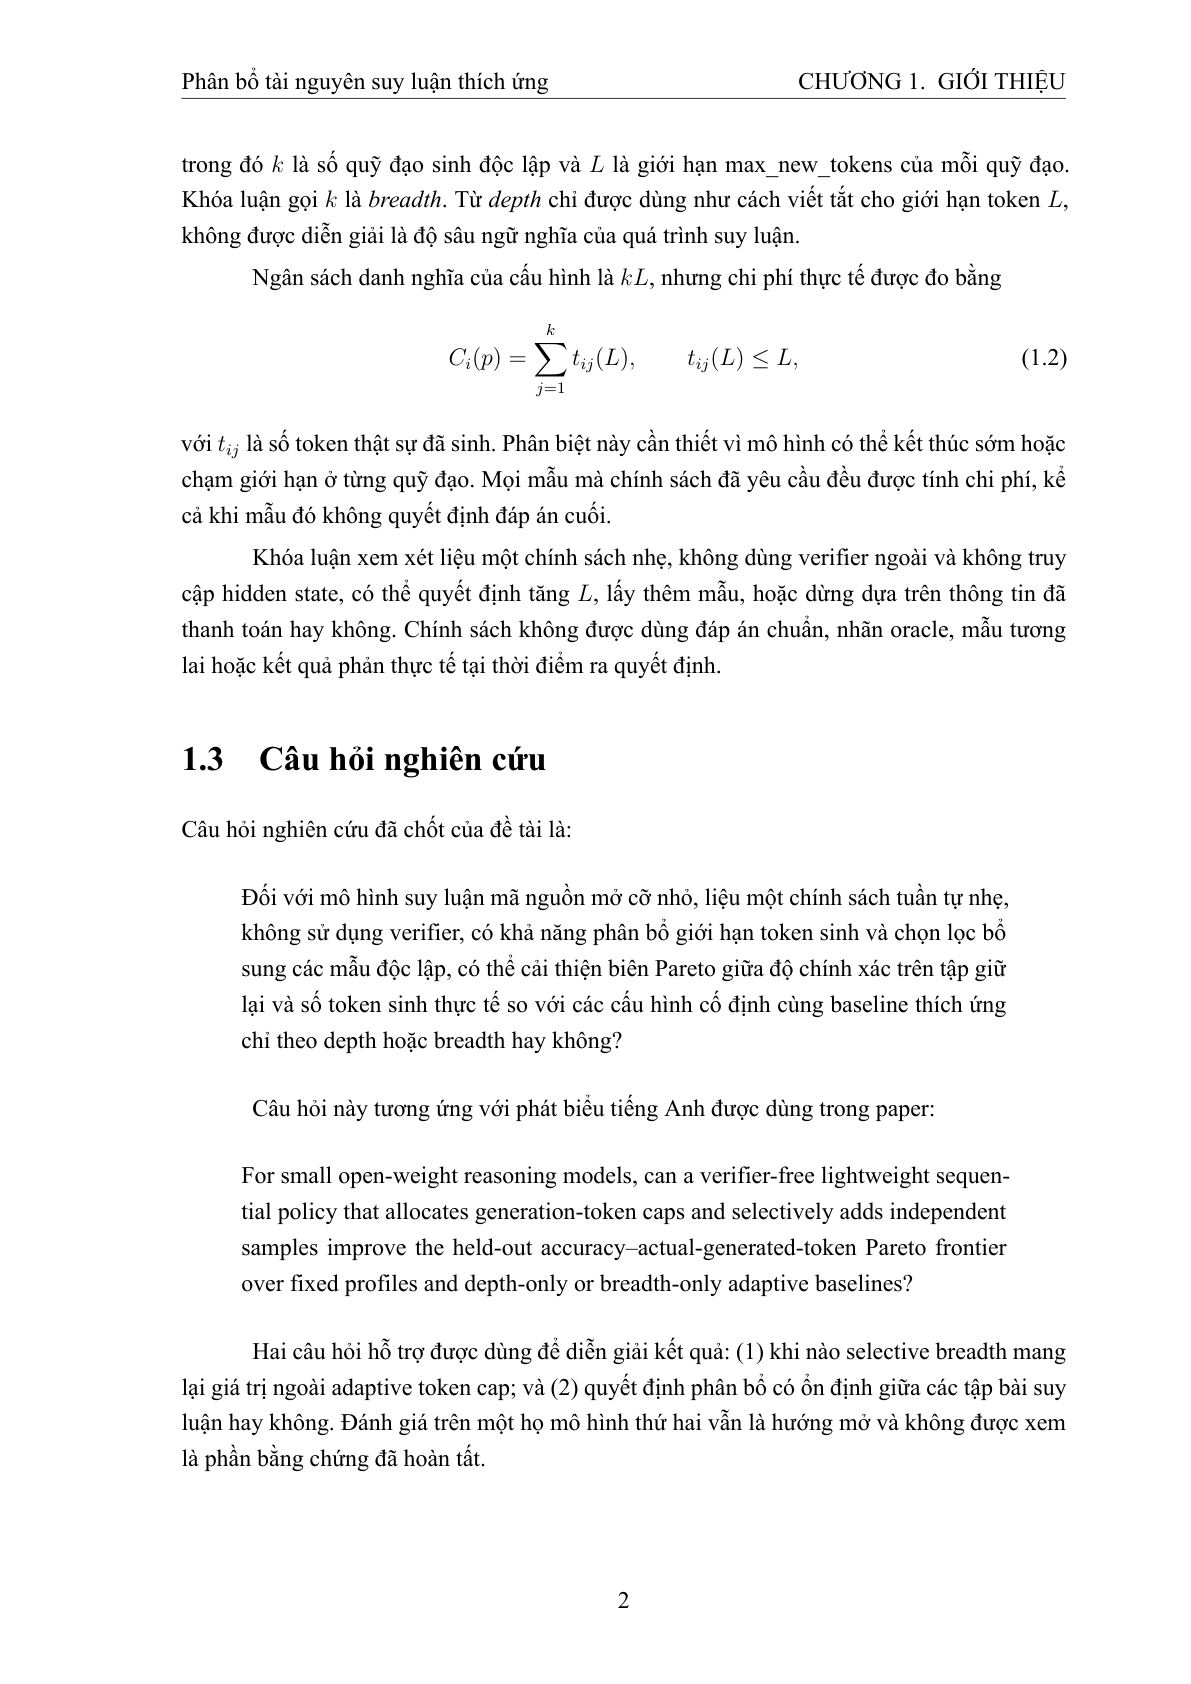 Phân bổ tài nguyên suy luận thích ứng CHƯƠNG 1. GIỚI THIỆU
trong đó k là số quỹ đạo sinh độc lập và L là giới hạn max_new_tokens của mỗi quỹ đạo.
Khóa luận gọi k là breadth. Từ depth chỉ được dùng như cách viết tắt cho giới hạn token L,
không được diễn giải là độ sâu ngữ nghĩa của quá trình suy luận.
Ngân sách danh nghĩa của cấu hình là kL, nhưng chi phí thực tế được đo bằng
C_i(p) = \sum_{j=1}^{k} t_{ij}(L), t_{ij}(L) ≤ L, (1.2)
với t_{ij} là số token thật sự đã sinh. Phân biệt này cần thiết vì mô hình có thể kết thúc sớm hoặc
chạm giới hạn ở từng quỹ đạo. Mọi mẫu mà chính sách đã yêu cầu đều được tính chi phí, kể
cả khi mẫu đó không quyết định đáp án cuối.
Khóa luận xem xét liệu một chính sách nhẹ, không dùng verifier ngoài và không truy
cập hidden state, có thể quyết định tăng L, lấy thêm mẫu, hoặc dừng dựa trên thông tin đã
thanh toán hay không. Chính sách không được dùng đáp án chuẩn, nhãn oracle, mẫu tương
lai hoặc kết quả phản thực tế tại thời điểm ra quyết định.
1.3 Câu hỏi nghiên cứu
Câu hỏi nghiên cứu đã chốt của đề tài là:
Đối với mô hình suy luận mã nguồn mở cỡ nhỏ, liệu một chính sách tuần tự nhẹ,
không sử dụng verifier, có khả năng phân bổ giới hạn token sinh và chọn lọc bổ
sung các mẫu độc lập, có thể cải thiện biên Pareto giữa độ chính xác trên tập giữ
lại và số token sinh thực tế so với các cấu hình cố định cùng baseline thích ứng
chỉ theo depth hoặc breadth hay không?
Câu hỏi này tương ứng với phát biểu tiếng Anh được dùng trong paper:
For small open-weight reasoning models, can a verifier-free lightweight sequen-
tial policy that allocates generation-token caps and selectively adds independent
samples improve the held-out accuracy–actual-generated-token Pareto frontier
over fixed profiles and depth-only or breadth-only adaptive baselines?
Hai câu hỏi hỗ trợ được dùng để diễn giải kết quả: (1) khi nào selective breadth mang
lại giá trị ngoài adaptive token cap; và (2) quyết định phân bổ có ổn định giữa các tập bài suy
luận hay không. Đánh giá trên một họ mô hình thứ hai vẫn là hướng mở và không được xem
là phần bằng chứng đã hoàn tất.
2